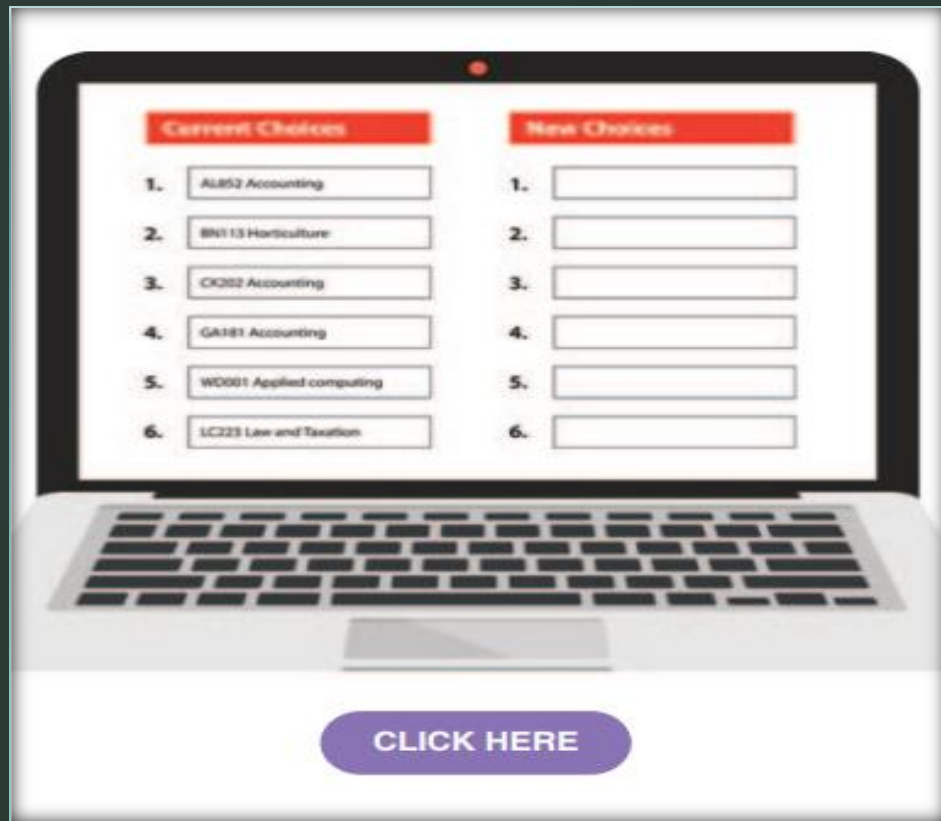 Current Choices
1. AL852 Accounting
2. BN113 Horticulture
3. CK202 Accounting
4. GA181 Accounting
5. WD001 Applied computing
6. LC223 Law and Taxation
New Choices
1.
2.
3.
4.
5.
6.
CLICK HERE